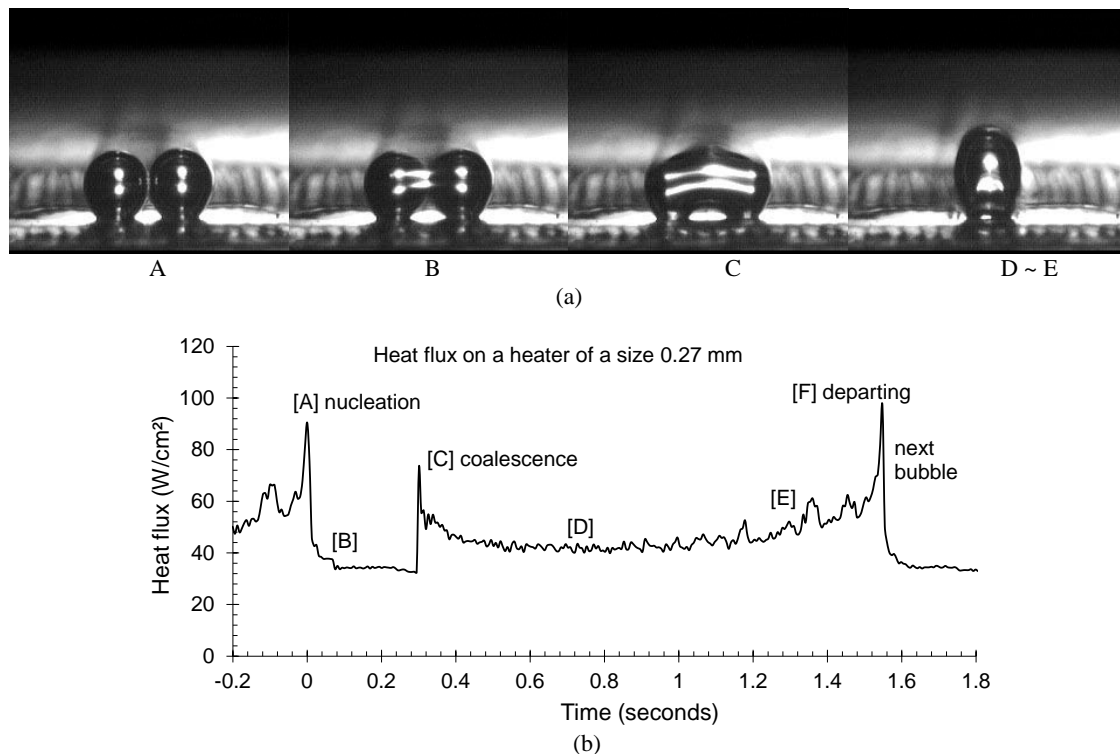 A B C D ~ E
(a)
Heat flux on a heater of a size 0.27 mm
[A] nucleation
[F] departing
[C] coalescence
next
bubble
[E]
[D]
[B]
Heat flux (W/cm²)
120
100
80
60
40
20
0
-0.2 0 0.2 0.4 0.6 0.8 1 1.2 1.4 1.6 1.8
Time (seconds)
(b)